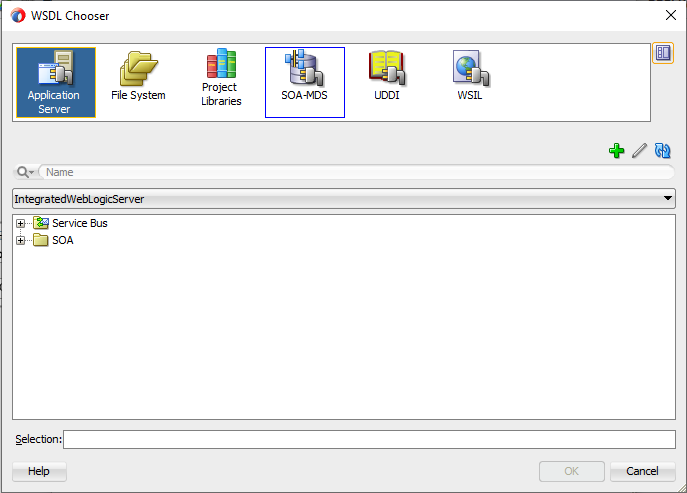 WSDL Chooser
Application
Server
File System
Project
Libraries
SOA-MDS
UDDI
WSIL
Name
IntegratedWebLogicServer
Service Bus
SOA
Selection:
Help
OK
Cancel